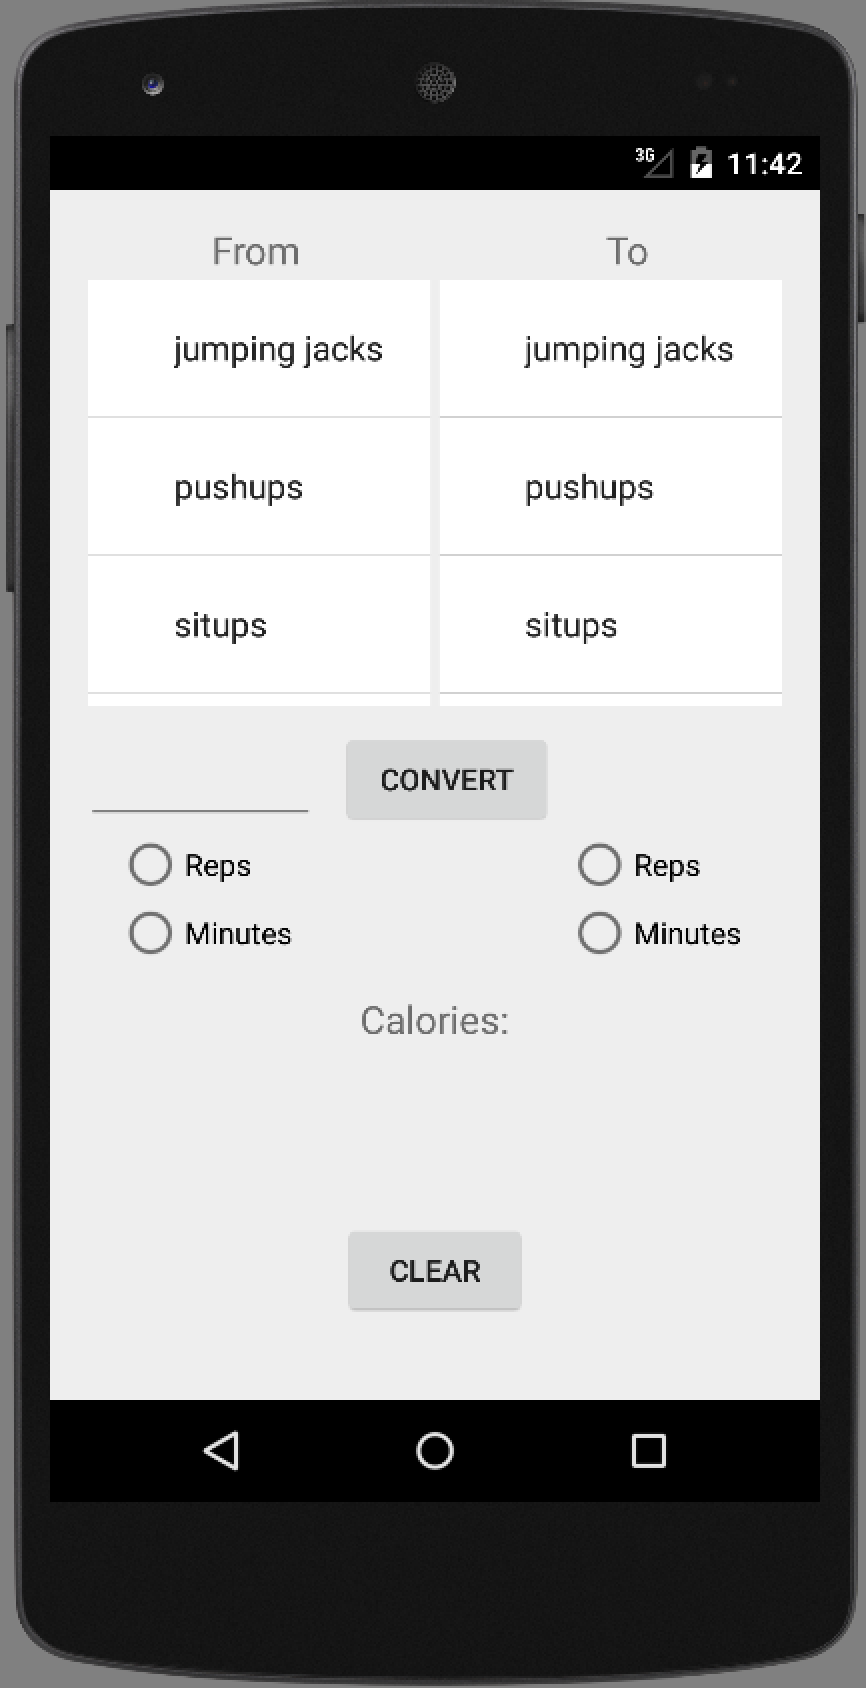 3G 11:42
From To
jumping jacks jumping jacks
pushups pushups
situps situps
CONVERT
Reps Reps
Minutes Minutes
Calories:
CLEAR